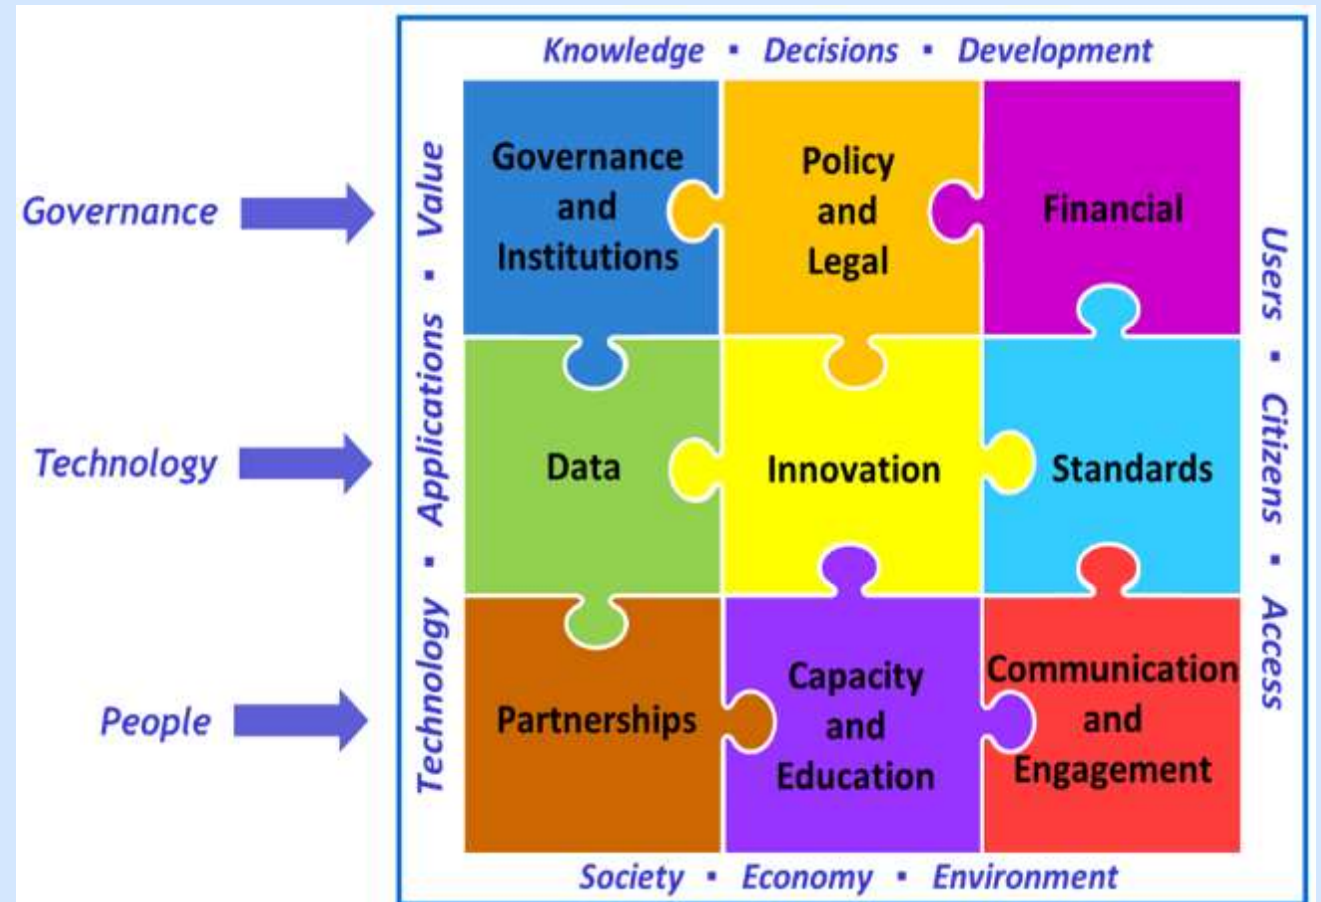 Knowledge ▪ Decisions ▪ Development
Governance
Technology
People
Technology ▪ Applications ▪ Value
Governance
and
Institutions
Policy
and
Legal
Financial
Data
Innovation
Standards
Partnerships
Capacity
and
Education
Communication
and
Engagement
Users ▪ Citizens ▪ Access
Society ▪ Economy ▪ Environment